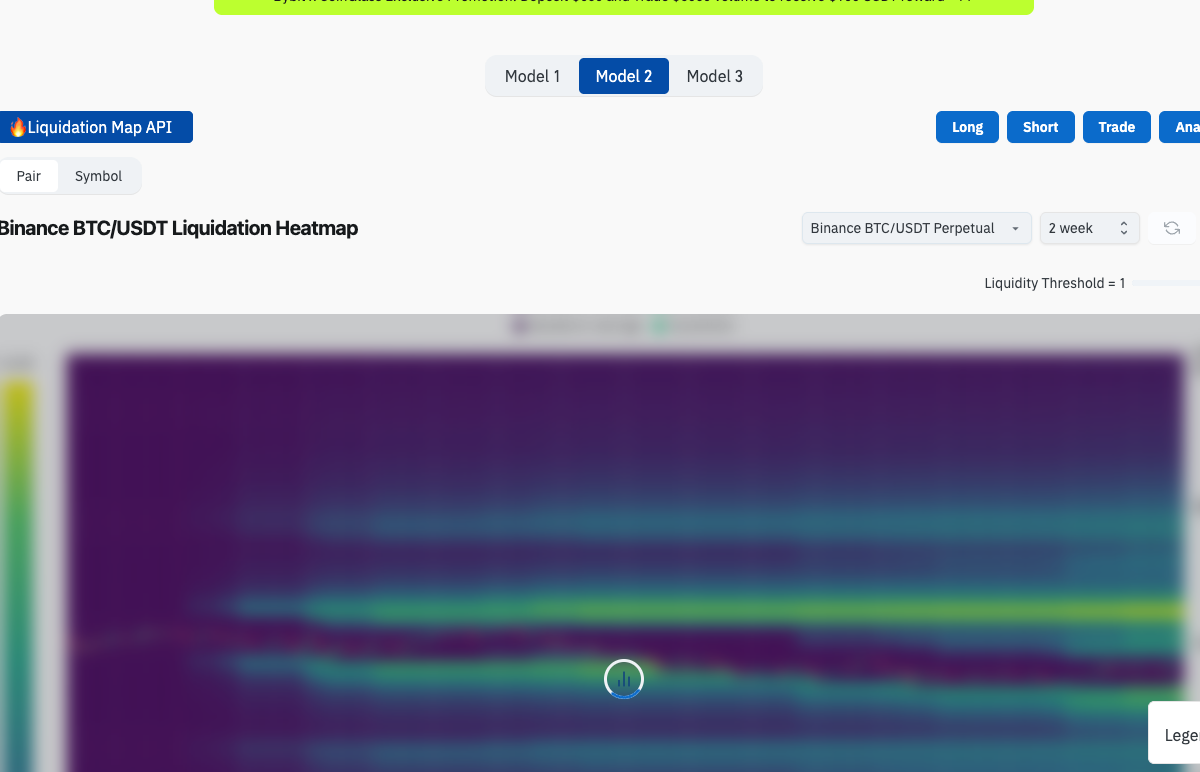 Model 1 Model 2 Model 3
🔥Liquidation Map API Long Short Trade Ana
Pair Symbol
Binance BTC/USDT Liquidation Heatmap Binance BTC/USDT Perpetual 2 week
Liquidity Threshold = 1
Lege